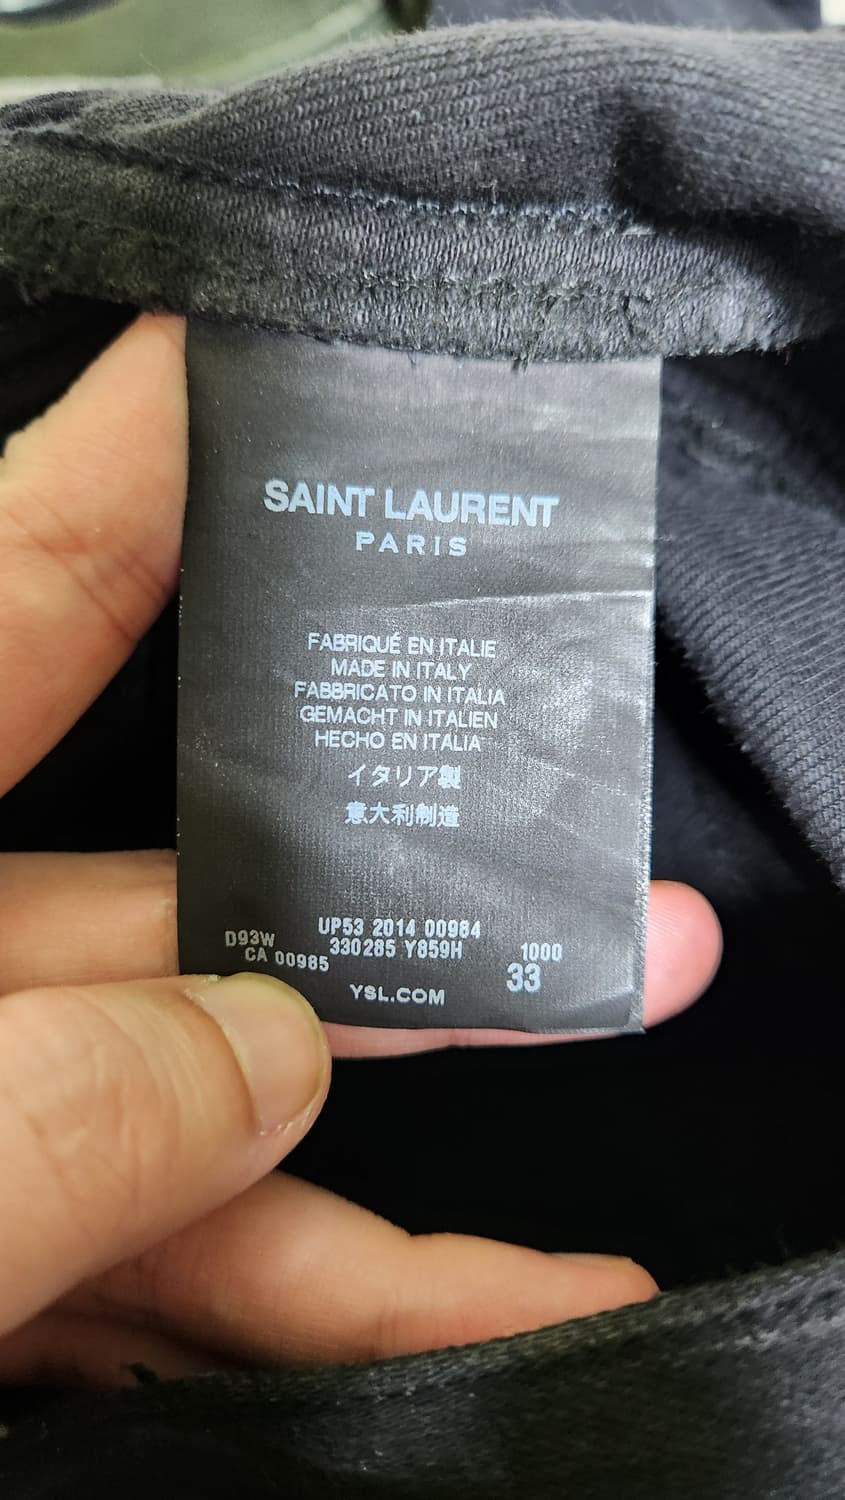 SAINT LAURENT
PARIS
FABRIQUÉ EN ITALIE
MADE IN ITALY
FABBRICATO IN ITALIA
GEMACHT IN ITALIEN
HECHO EN ITALIA
イタリア製
意大利制造
UP53 2014 00984
D93W 330285 Y859H 1000
CA 00985 33
YSL.COM